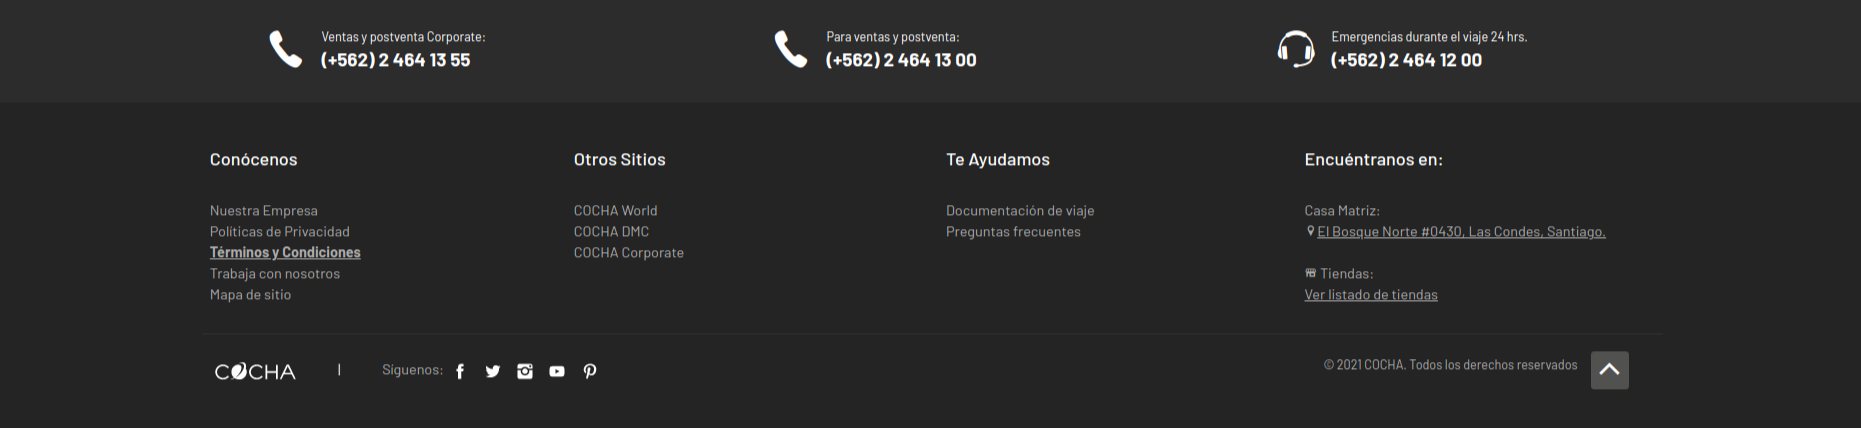 Ventas y postventa Corporate:
(+562) 2 464 13 55
Para ventas y postventa:
(+562) 2 464 13 00
Emergencias durante el viaje 24 hrs.
(+562) 2 464 12 00
Conócenos
Nuestra Empresa
Políticas de Privacidad
Términos y Condiciones
Trabaja con nosotros
Mapa de sitio
Otros Sitios
COCHA World
COCHA DMC
COCHA Corporate
Te Ayudamos
Documentación de viaje
Preguntas frecuentes
Encuéntranos en:
Casa Matriz:
El Bosque Norte #0430, Las Condes, Santiago.
Tiendas:
Ver listado de tiendas
COCHA
|
Síguenos:
© 2021 COCHA. Todos los derechos reservados